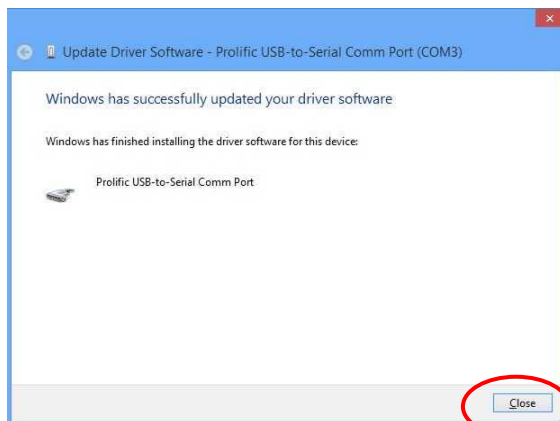 Update Driver Software - Prolific USB-to-Serial Comm Port (COM3)
Windows has successfully updated your driver software
Windows has finished installing the driver software for this device:
Prolific USB-to-Serial Comm Port
Close